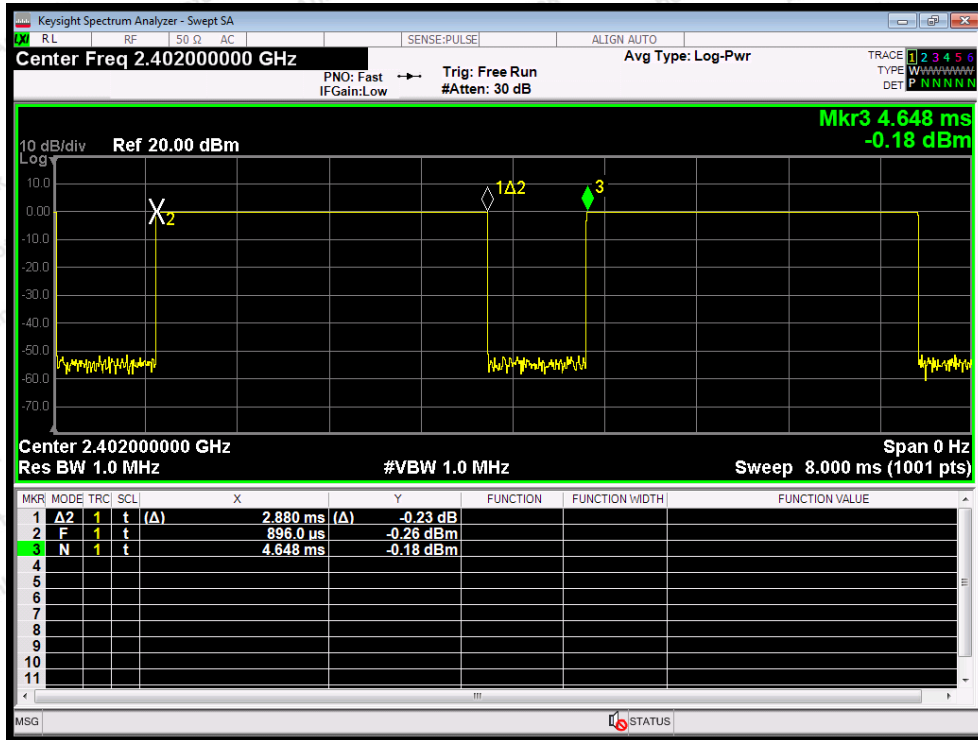 Keysight Spectrum Analyzer - Swept SA
LXI RL RF 50 Ω AC SENSE:PULSE ALIGN AUTO
Center Freq 2.402000000 GHz
PNO: Fast Trig: Free Run Avg Type: Log-Pwr TRACE 1 2 3 4 5 6
IFGain:Low #Atten: 30 dB TYPE WWWWWW
DET P N N N N N
Mkr3 4.648 ms
10 dB/div Ref 20.00 dBm -0.18 dBm
Log
10.0
1Δ2 3
0.00
2
-10.0
-20.0
-30.0
-40.0
-50.0
-60.0
-70.0
Center 2.402000000 GHz Span 0 Hz
Res BW 1.0 MHz #VBW 1.0 MHz Sweep 8.000 ms (1001 pts)
MKR MODE TRC SCL X Y FUNCTION FUNCTION WIDTH FUNCTION VALUE
1 Δ2 1 t (Δ) 2.880 ms (Δ) -0.23 dB
2 F 1 t 896.0 µs -0.26 dBm
3 N 1 t 4.648 ms -0.18 dBm
4
5
6
7
8
9
10
11
MSG STATUS